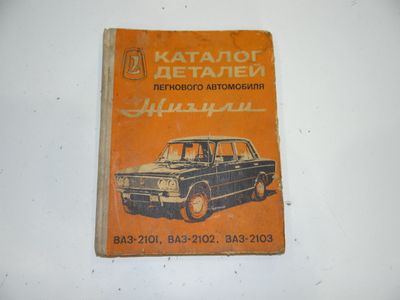 КАТАЛОГ
ДЕТАЛЕЙ
ЛЕГКОВОГО АВТОМОБИЛЯ
Жигули
ВАЗ-2101, ВАЗ-2102, ВАЗ-2103